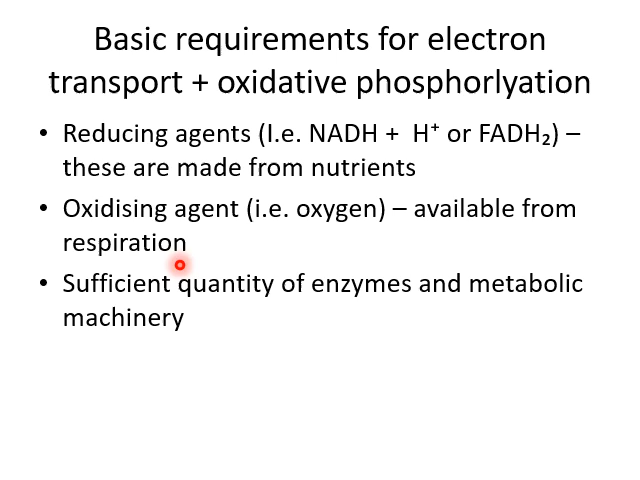 Basic requirements for electron
transport + oxidative phosphorlyation
• Reducing agents (I.e. NADH +  H⁺ or FADH₂) –
these are made from nutrients
• Oxidising agent (i.e. oxygen) – available from
respiration
• Sufficient quantity of enzymes and metabolic
machinery